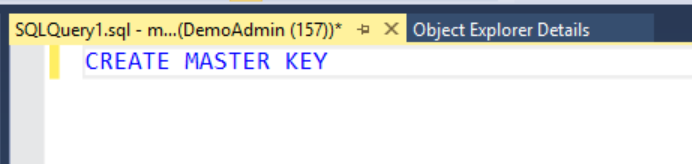 SQLQuery1.sql - m...(DemoAdmin (157))* Object Explorer Details
CREATE MASTER KEY